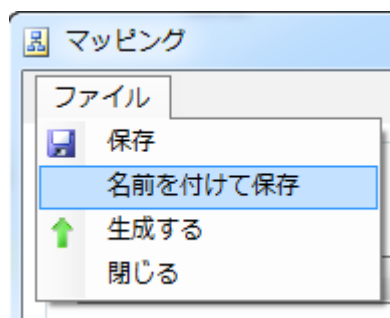 マッピング
ファイル
保存
名前を付けて保存
生成する
閉じる